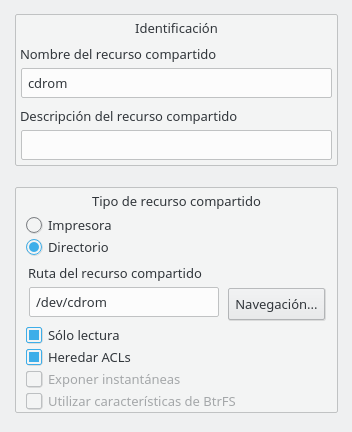 Identificación
Nombre del recurso compartido
cdrom
Descripción del recurso compartido
Tipo de recurso compartido
Impresora
Directorio
Ruta del recurso compartido
/dev/cdrom
Navegación...
Sólo lectura
Heredar ACLs
Exponer instantáneas
Utilizar características de BtrFS